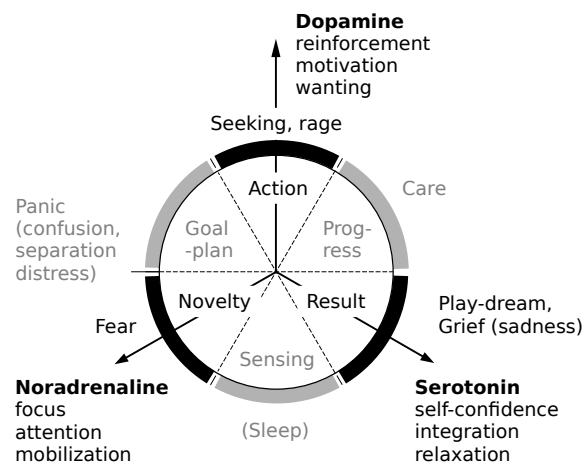 Dopamine
reinforcement
motivation
wanting
Seeking, rage
Action
Care
Panic
(confusion,
separation
distress)
Goal
-plan
Prog-
ress
Novelty
Result
Play-dream,
Grief (sadness)
Fear
Sensing
Noradrenaline
focus
attention
mobilization
(Sleep)
Serotonin
self-confidence
integration
relaxation